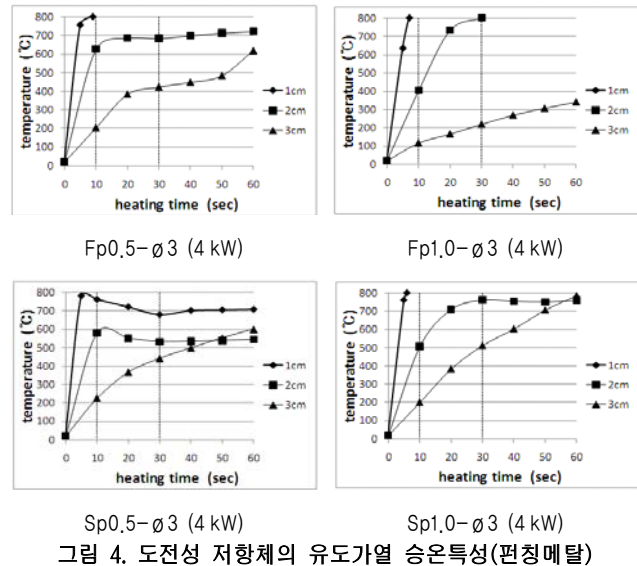 temperature (℃)
800
700
600
500
400
300
200
100
0
0 10 20 30 40 50 60
heating time (sec)
1cm
2cm
3cm
Fp0.5-ø3 (4 kW)
temperature (℃)
800
700
600
500
400
300
200
100
0
0 10 20 30 40 50 60
heating time (sec)
1cm
2cm
3cm
Fp1.0-ø3 (4 kW)
temperature (℃)
800
700
600
500
400
300
200
100
0
0 10 20 30 40 50 60
heating time (sec)
1cm
2cm
3cm
Sp0.5-ø3 (4 kW)
temperature (℃)
800
700
600
500
400
300
200
100
0
0 10 20 30 40 50 60
heating time (sec)
1cm
2cm
3cm
Sp1.0-ø3 (4 kW)
그림 4. 도전성 저항체의 유도가열 승온특성(펀칭메탈)